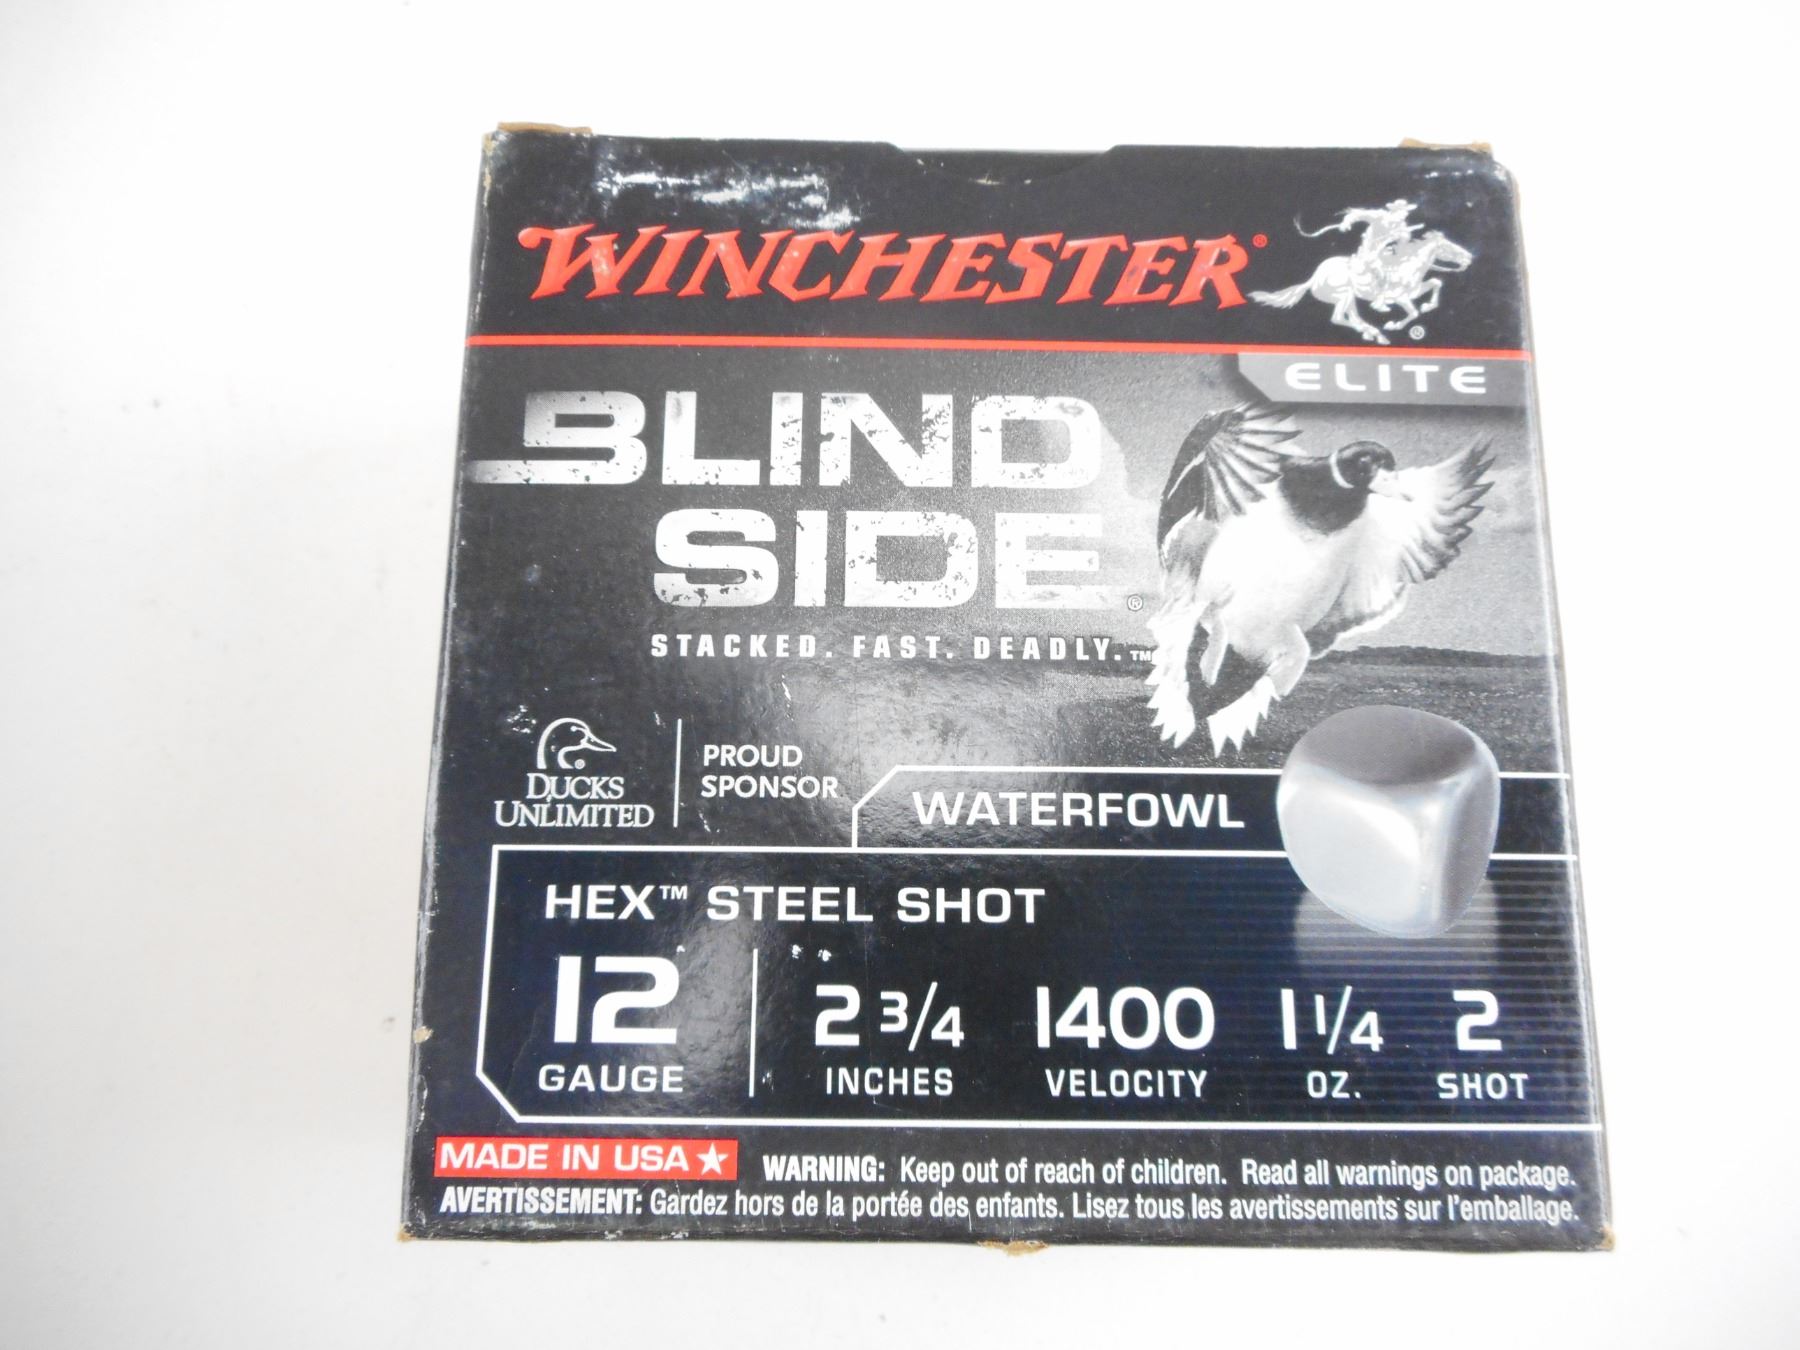 WINCHESTER®
®
ELITE
BLIND
SIDE®
STACKED. FAST. DEADLY.™
DUCKS
UNLIMITED
®
PROUD
SPONSOR
WATERFOWL
HEX™ STEEL SHOT
12 2 3/4 1400 1 1/4 2
GAUGE INCHES VELOCITY OZ. SHOT
MADE IN USA ★ WARNING: Keep out of reach of children. Read all warnings on package.
AVERTISSEMENT: Gardez hors de la portée des enfants. Lisez tous les avertissements sur l'emballage.